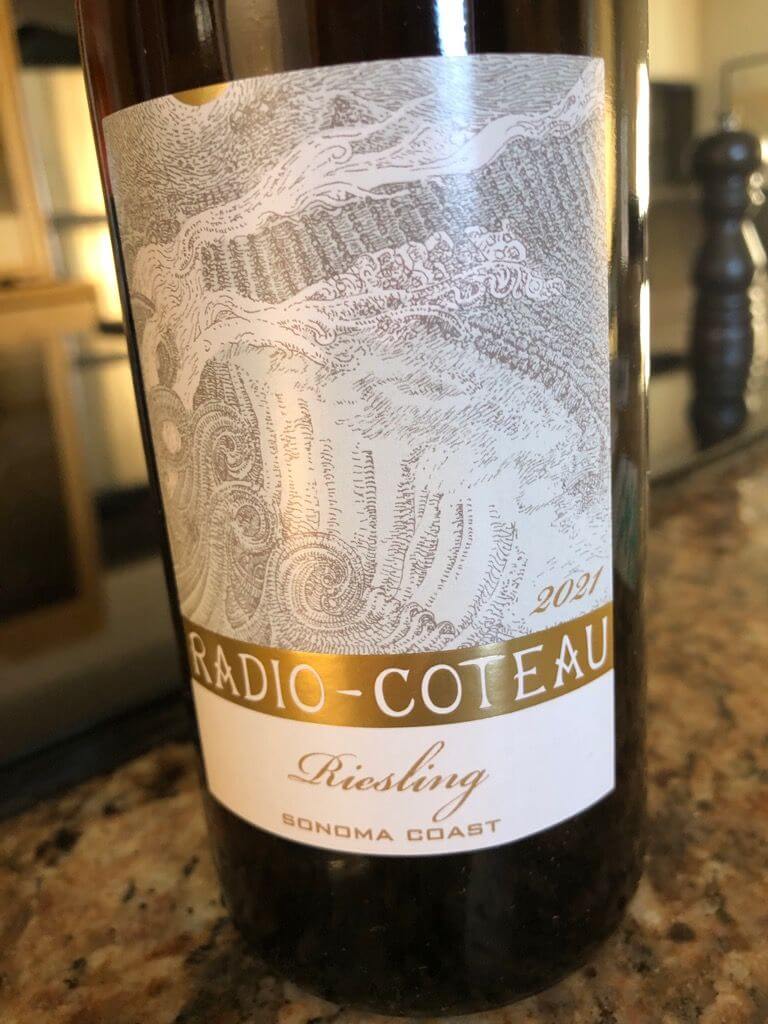 2021
RADIO-COTEAU
Riesling
SONOMA COAST